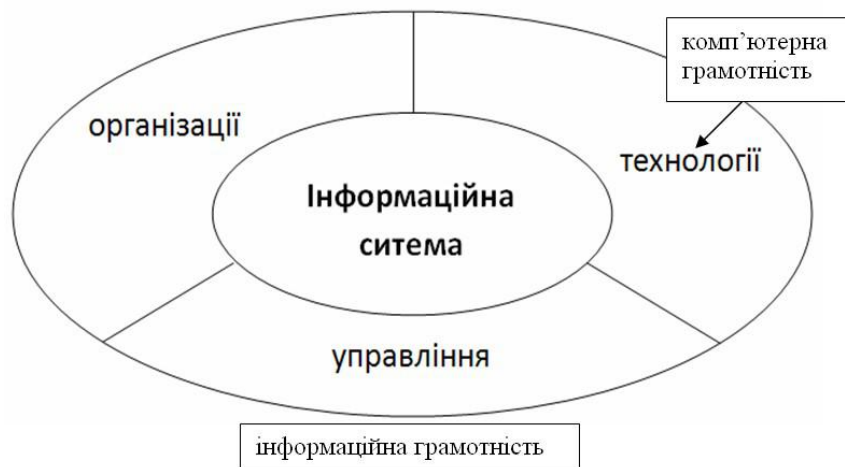 комп’ютерна
грамотність
організації
технології
Інформаційна
ситема
управління
інформаційна грамотність